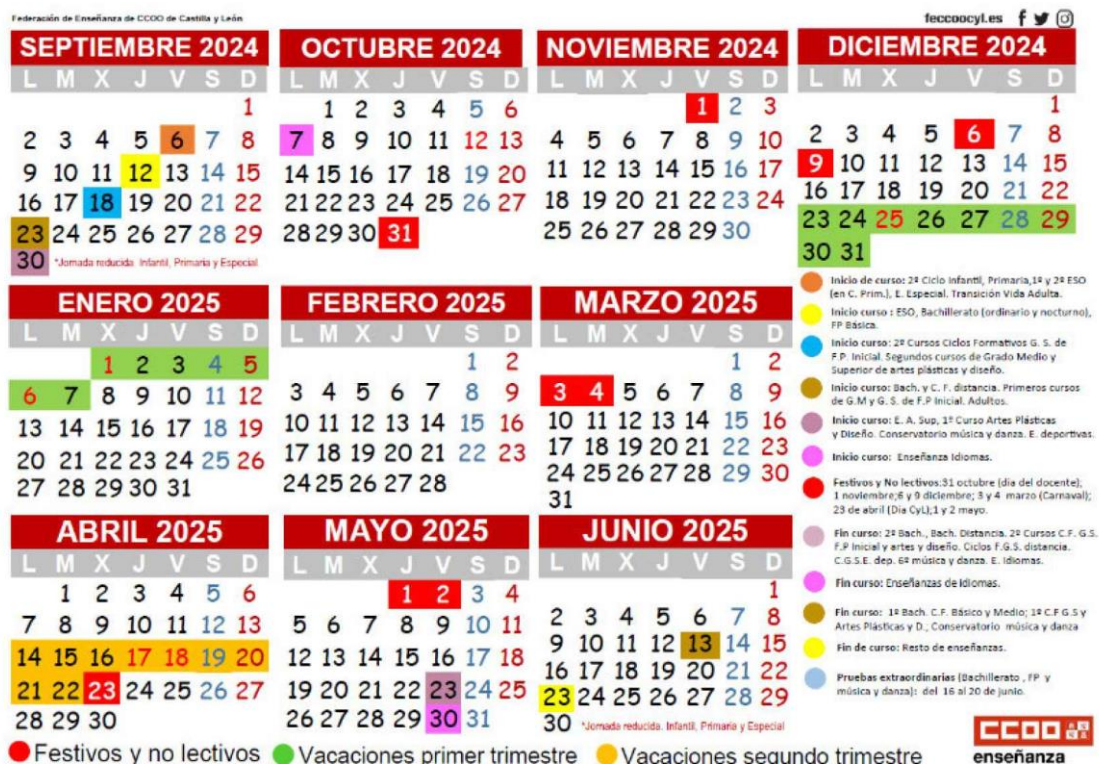 Federación de Enseñanza de CCOO de Castilla y León
feccoocyl.es
SEPTIEMBRE 2024
L M X J V S D
1
2 3 4 5 6 7 8
9 10 11 12 13 14 15
16 17 18 19 20 21 22
23 24 25 26 27 28 29
30 *Jornada reducida. Infantil, Primaria y Especial.
OCTUBRE 2024
L M X J V S D
1 2 3 4 5 6
7 8 9 10 11 12 13
14 15 16 17 18 19 20
21 22 23 24 25 26 27
28 29 30 31
NOVIEMBRE 2024
L M X J V S D
1 2 3
4 5 6 7 8 9 10
11 12 13 14 15 16 17
18 19 20 21 22 23 24
25 26 27 28 29 30
DICIEMBRE 2024
L M X J V S D
1
2 3 4 5 6 7 8
9 10 11 12 13 14 15
16 17 18 19 20 21 22
23 24 25 26 27 28 29
30 31
ENERO 2025
L M X J V S D
1 2 3 4 5
6 7 8 9 10 11 12
13 14 15 16 17 18 19
20 21 22 23 24 25 26
27 28 29 30 31
FEBRERO 2025
L M X J V S D
1 2
3 4 5 6 7 8 9
10 11 12 13 14 15 16
17 18 19 20 21 22 23
24 25 26 27 28
MARZO 2025
L M X J V S D
1 2
3 4 5 6 7 8 9
10 11 12 13 14 15 16
17 18 19 20 21 22 23
24 25 26 27 28 29 30
31
ABRIL 2025
L M X J V S D
1 2 3 4 5 6
7 8 9 10 11 12 13
14 15 16 17 18 19 20
21 22 23 24 25 26 27
28 29 30
MAYO 2025
L M X J V S D
1 2 3 4
5 6 7 8 9 10 11
12 13 14 15 16 17 18
19 20 21 22 23 24 25
26 27 28 29 30 31
JUNIO 2025
L M X J V S D
1
2 3 4 5 6 7 8
9 10 11 12 13 14 15
16 17 18 19 20 21 22
23 24 25 26 27 28 29
30 *Jornada reducida. Infantil, Primaria y Especial
Inicio de curso: 2º Ciclo Infantil, Primaria,1º y 2º ESO
(en C. Prim.), E. Especial. Transición Vida Adulta.
Inicio curso : ESO, Bachillerato (ordinario y nocturno),
FP Básica.
Inicio curso: 2º Cursos Ciclos Formativos G. S. de
F.P. Inicial. Segundos cursos de Grado Medio y
Superior de artes plásticas y diseño.
Inicio curso: Bach. y C. F. distancia. Primeros cursos
de G.M y G. S. de F.P Inicial. Adultos.
Inicio curso: E. A. Sup, 1º Curso Artes Plásticas
y Diseño. Conservatorio música y danza. E. deportivas.
Inicio curso: Enseñanza Idiomas.
Festivos y No lectivos:31 octubre (día del docente);
1 noviembre;6 y 9 diciembre; 3 y 4 marzo (Carnaval);
23 de abril (Día CyL);1 y 2 mayo.
Fin curso: 2º Bach., Bach. Distancia. 2º Cursos C.F. G.S.
F.P Inicial y artes y diseño. Ciclos F.G.S. distancia.
C.G.S.E. dep. 6º música y danza. E. Idiomas.
Fin curso: Enseñanzas de Idiomas.
Fin curso: 1º Bach. C.F. Básico y Medio; 1º C.F G.S y
Artes Plásticas y D.; Conservatorio música y danza
Fin de curso: Resto de enseñanzas.
Pruebas extraordinarias (Bachillerato , FP y
música y danza): del 16 al 20 de junio.
Festivos y no lectivos Vacaciones primer trimestre Vacaciones segundo trimestre
CCOO
enseñanza